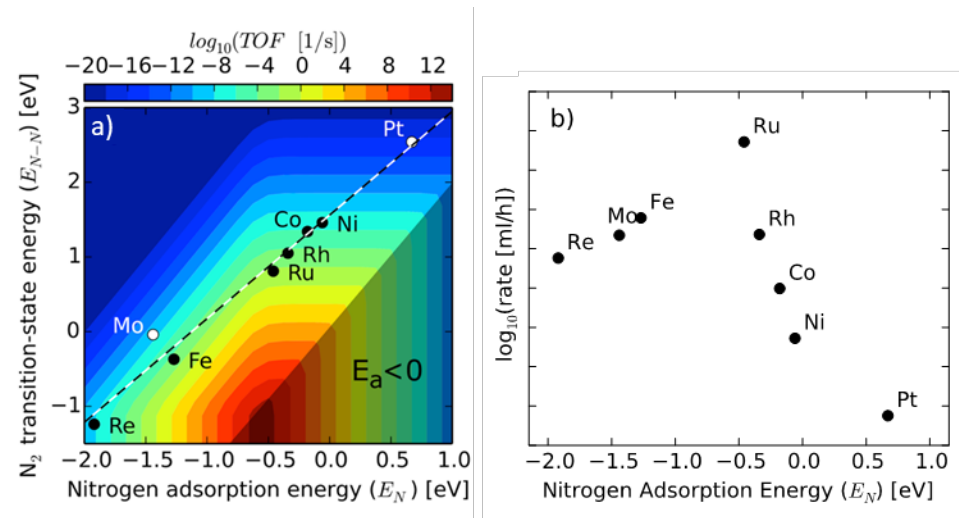 log₁₀(TOF [1/s])
−20 −16 −12 −8 −4 0 4 8 12
N₂ transition-state energy (E_{N−N}) [eV]
3
2
1
0
−1
a)
Pt
Co
Ni
Rh
Ru
Mo
Fe
Re
E_a<0
−2.0 −1.5 −1.0 −0.5 0.0 0.5 1.0
Nitrogen adsorption energy (E_N) [eV]
log₁₀(rate [ml/h])
b)
Ru
Mo
Fe
Rh
Re
Co
Ni
Pt
−2.0 −1.5 −1.0 −0.5 0.0 0.5 1.0
Nitrogen Adsorption Energy (E_N) [eV]